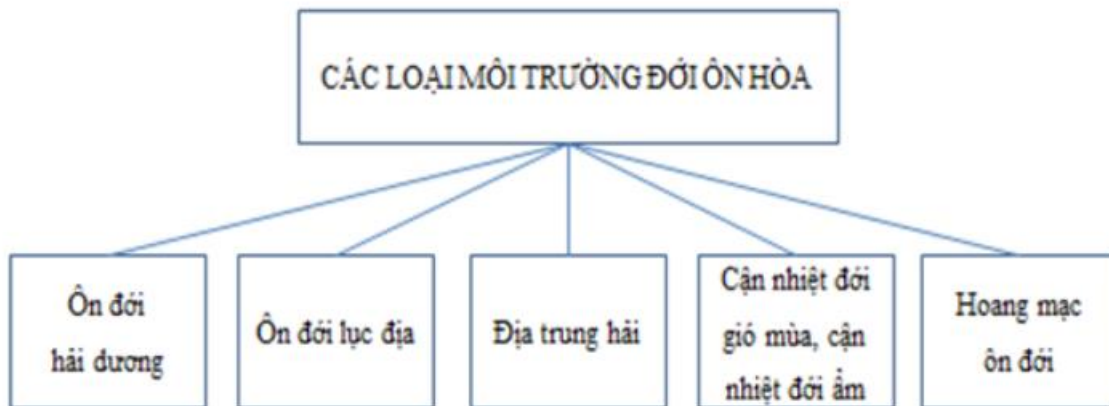 CÁC LOẠI MÔI TRƯỜNG ĐỚI ÔN HÒA
Ôn đới
hải dương
Ôn đới lục địa
Địa trung hải
Cận nhiệt đới
gió mùa, cận
nhiệt đới ẩm
Hoang mạc
ôn đới